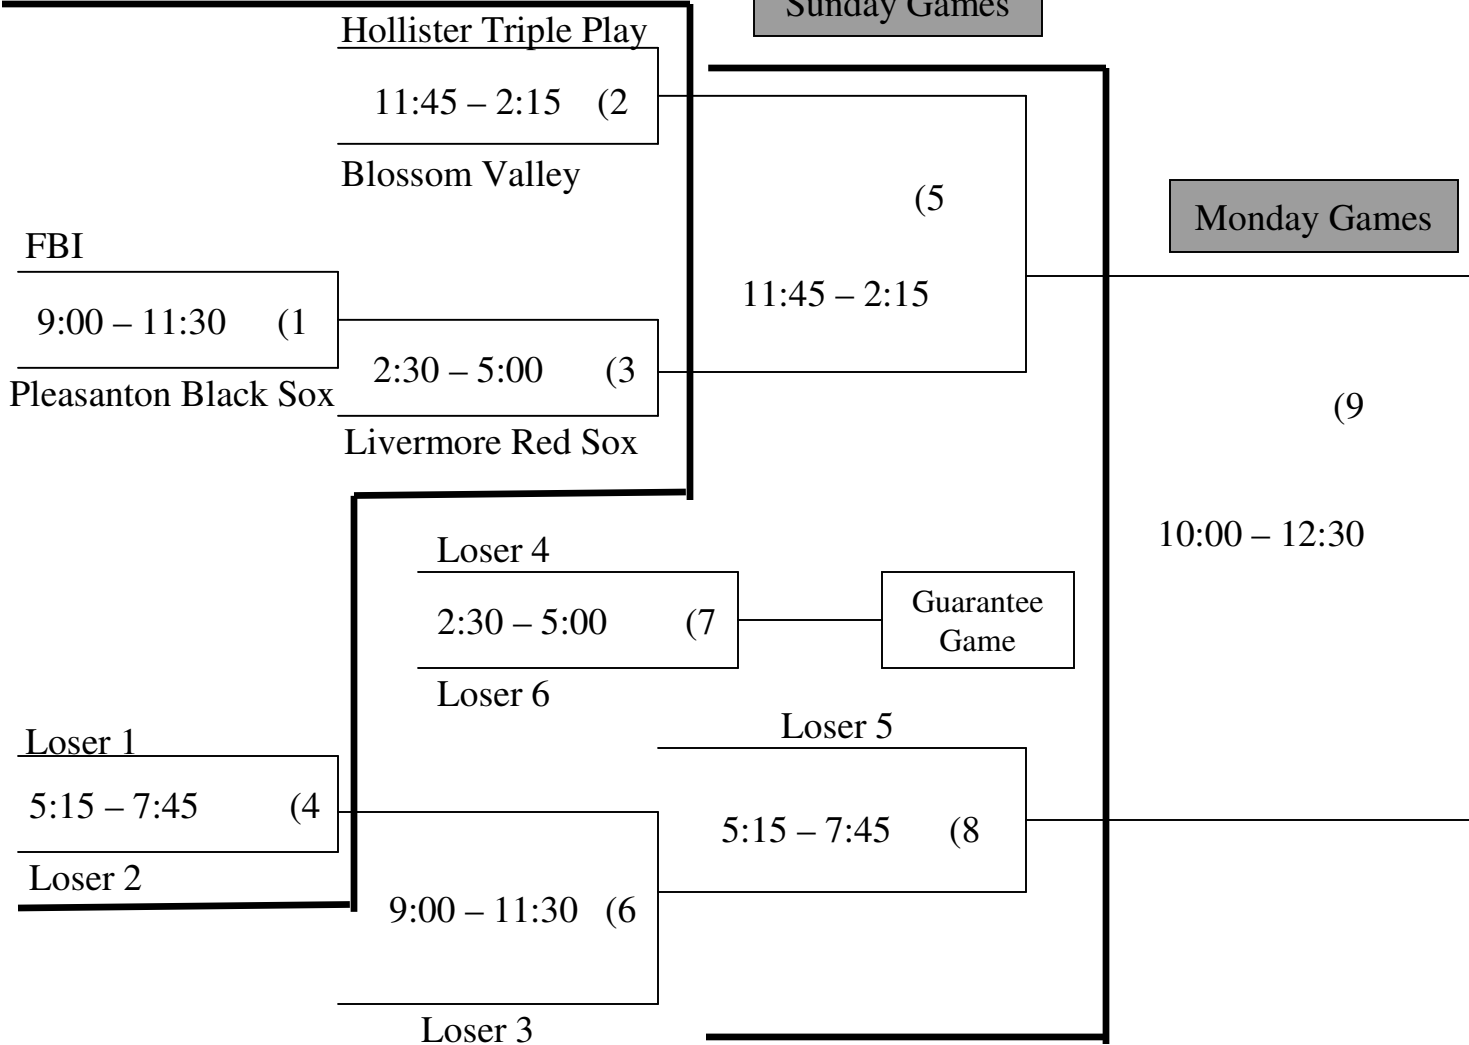 Sunday Games
Hollister Triple Play
11:45 – 2:15 (2
Blossom Valley
(5
Monday Games
FBI
11:45 – 2:15
9:00 – 11:30 (1
2:30 – 5:00 (3
Pleasanton Black Sox
(9
Livermore Red Sox
10:00 – 12:30
Loser 4
Guarantee
Game
2:30 – 5:00 (7
Loser 6
Loser 5
Loser 1
5:15 – 7:45 (4
5:15 – 7:45 (8
Loser 2
9:00 – 11:30 (6
Loser 3